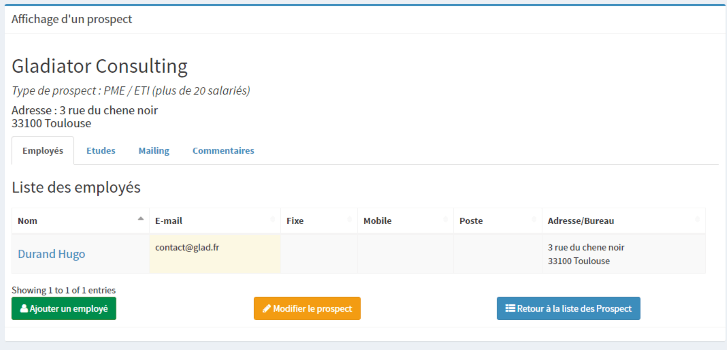 Affichage d'un prospect
Gladiator Consulting
Type de prospect : PME / ETI (plus de 20 salariés)
Adresse : 3 rue du chene noir
33100 Toulouse
Employés Etudes Mailing Commentaires
Liste des employés
Nom E-mail Fixe Mobile Poste Adresse/Bureau
Durand Hugo contact@glad.fr 3 rue du chene noir
33100 Toulouse
Showing 1 to 1 of 1 entries
Ajouter un employé Modifier le prospect Retour à la liste des Prospect